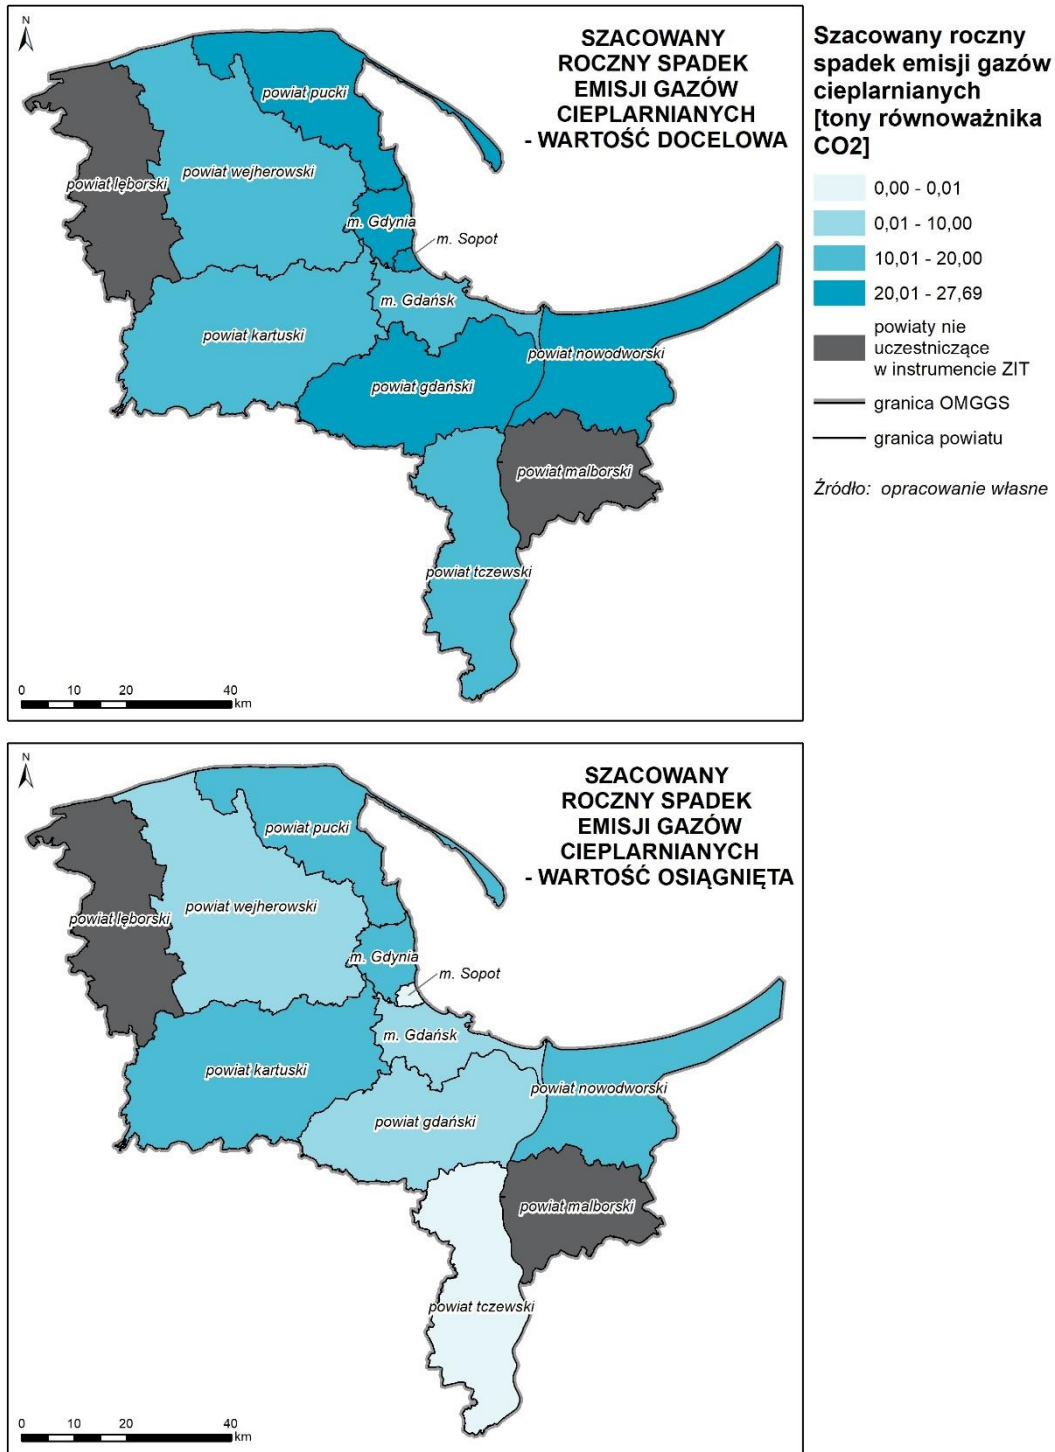 N
SZACOWANY
ROCZNY SPADEK
EMISJI GAZÓW
CIEPLARNIANYCH
- WARTOŚĆ DOCELOWA
powiat pucki
powiat wejherowski
powiat lęborski
m. Gdynia
m. Sopot
m. Gdańsk
powiat kartuski
powiat nowodworski
powiat gdański
powiat malborski
powiat tczewski
0 10 20 40
km
Szacowany roczny
spadek emisji gazów
cieplarnianych
[tony równoważnika
CO2]
0,00 - 0,01
0,01 - 10,00
10,01 - 20,00
20,01 - 27,69
powiaty nie
uczestniczące
w instrumencie ZIT
granica OMGGS
granica powiatu
Źródło: opracowanie własne
N
SZACOWANY
ROCZNY SPADEK
EMISJI GAZÓW
CIEPLARNIANYCH
- WARTOŚĆ OSIĄGNIĘTA
powiat pucki
powiat wejherowski
powiat lęborski
m. Gdynia
m. Sopot
m. Gdańsk
powiat kartuski
powiat nowodworski
powiat gdański
powiat malborski
powiat tczewski
0 10 20 40
km